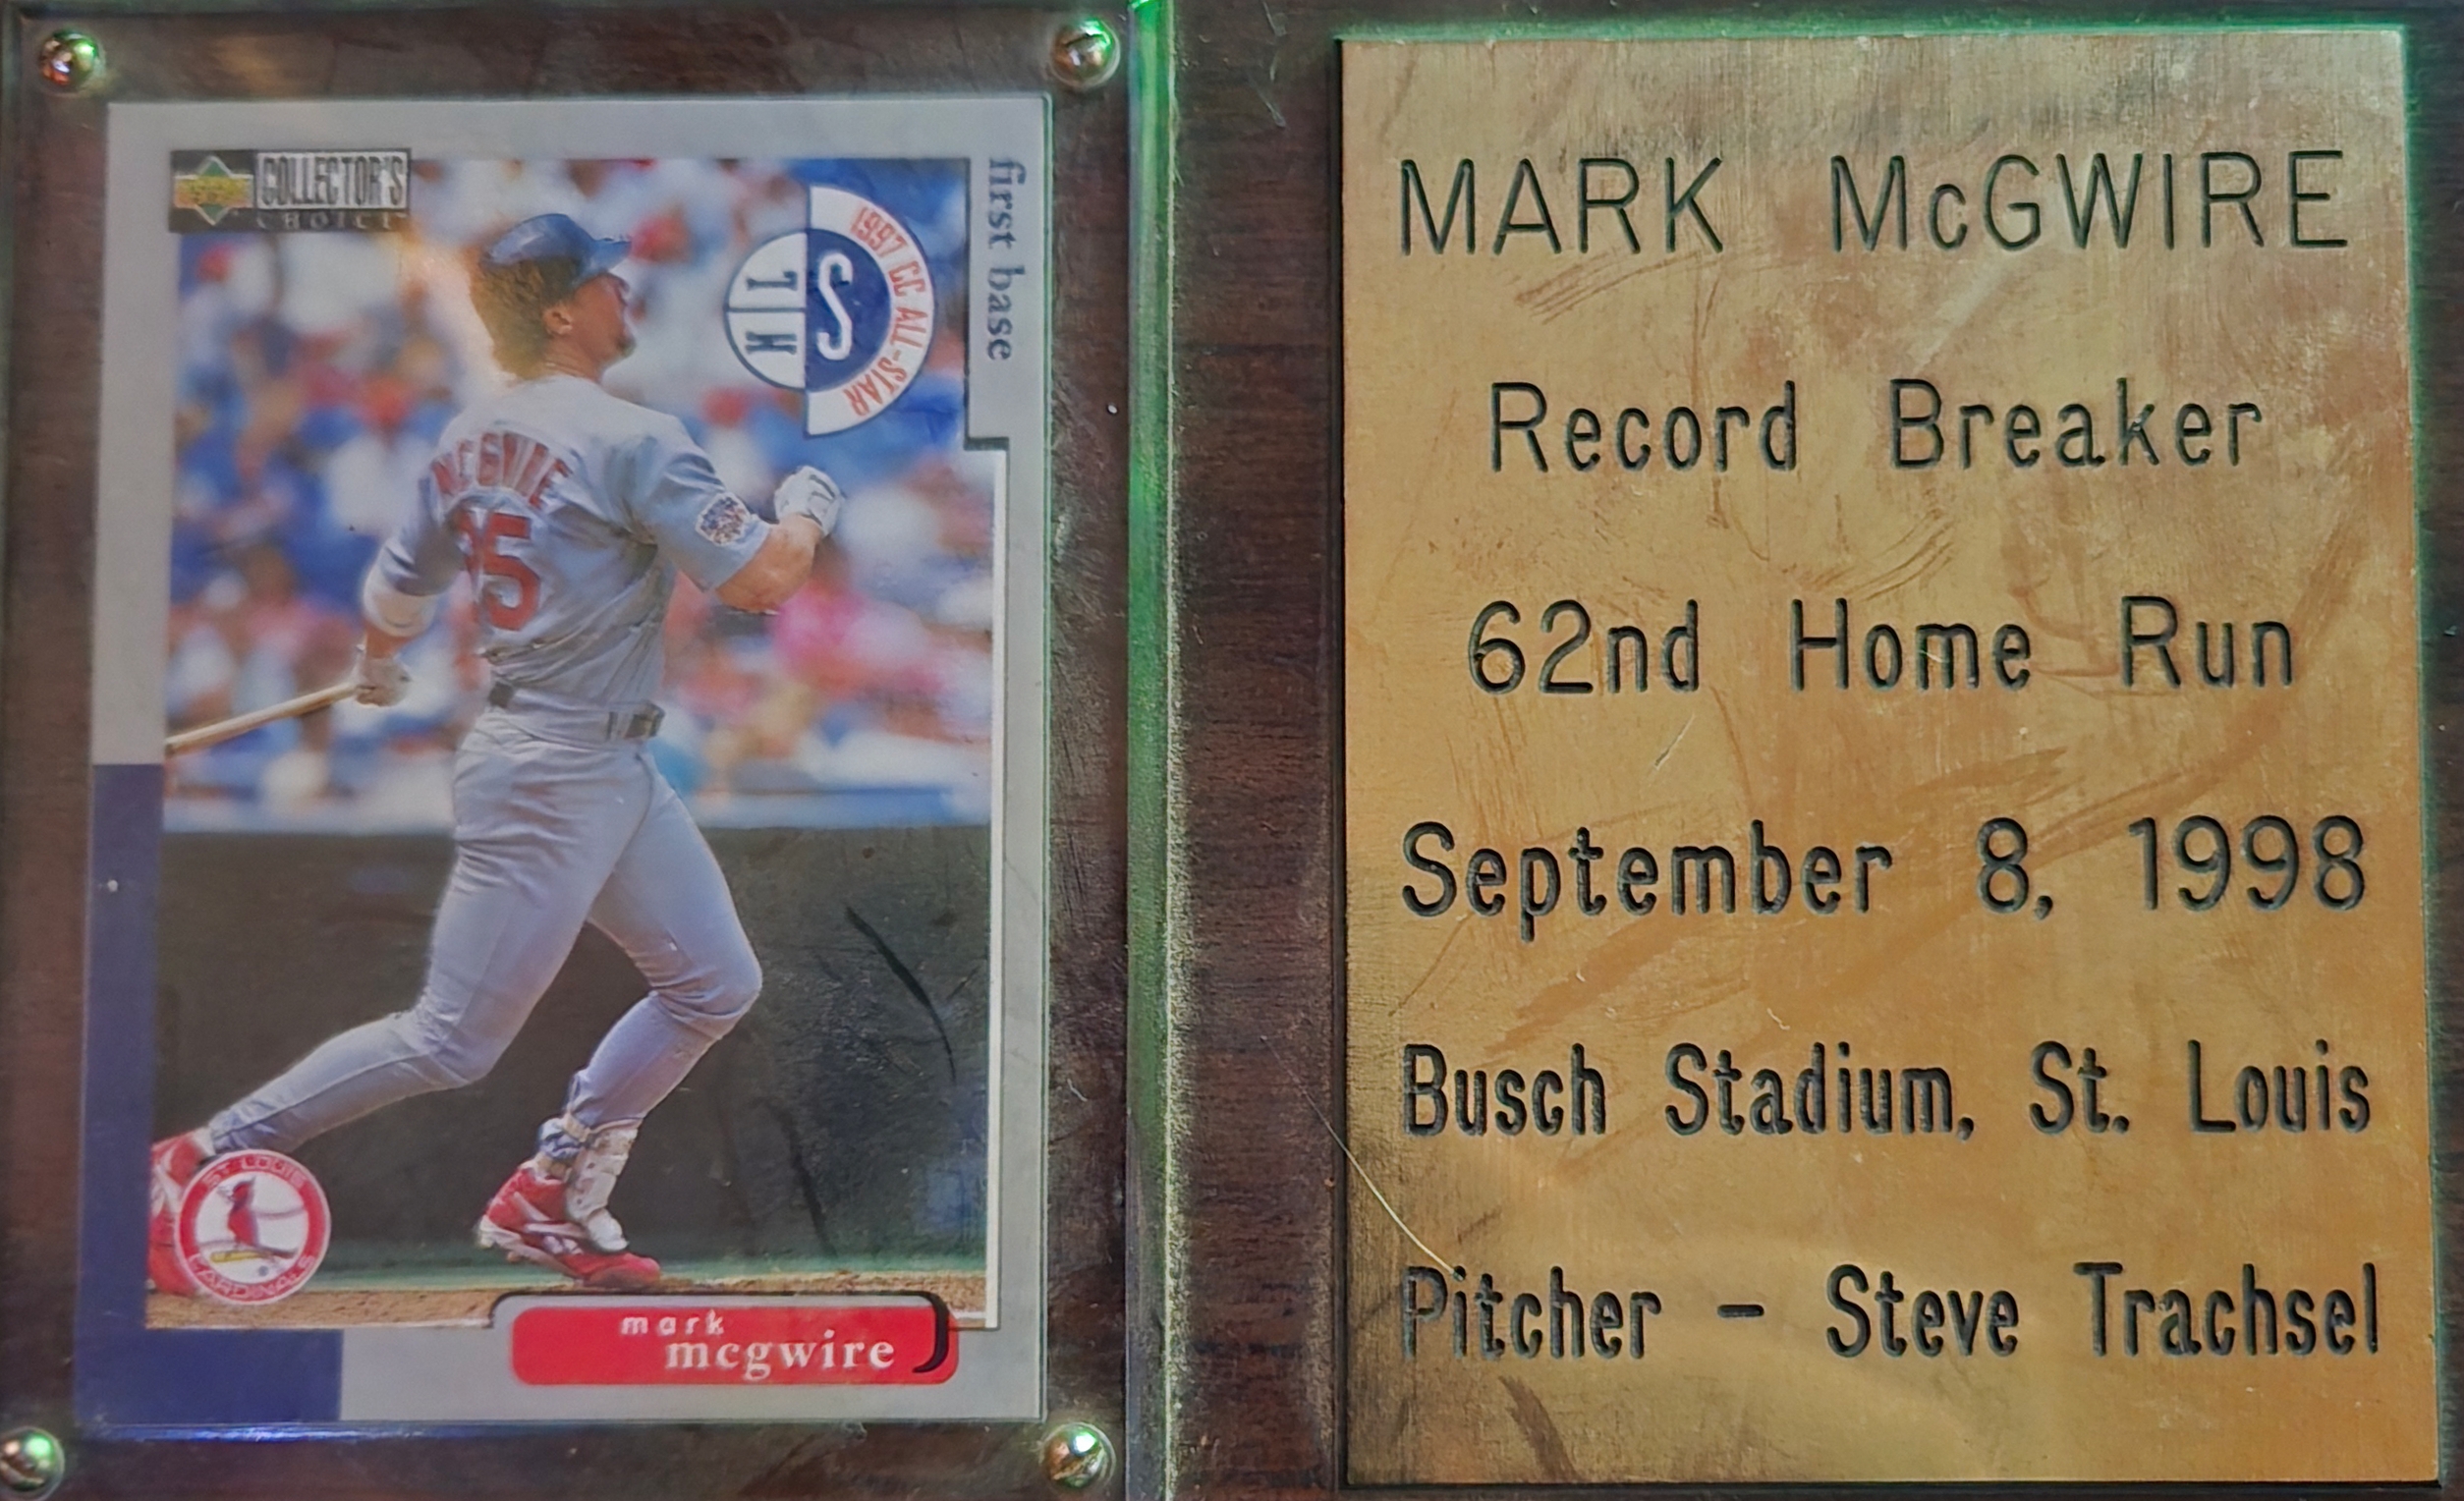 COLLECTOR'S
CHOICE
first base
1997 CC ALL-STAR
S
MCGWIRE
mark
mcgwire
ST. LOUIS
CARDINALS
MARK McGWIRE
Record Breaker
62nd Home Run
September 8, 1998
Busch Stadium, St. Louis
Pitcher - Steve Trachsel